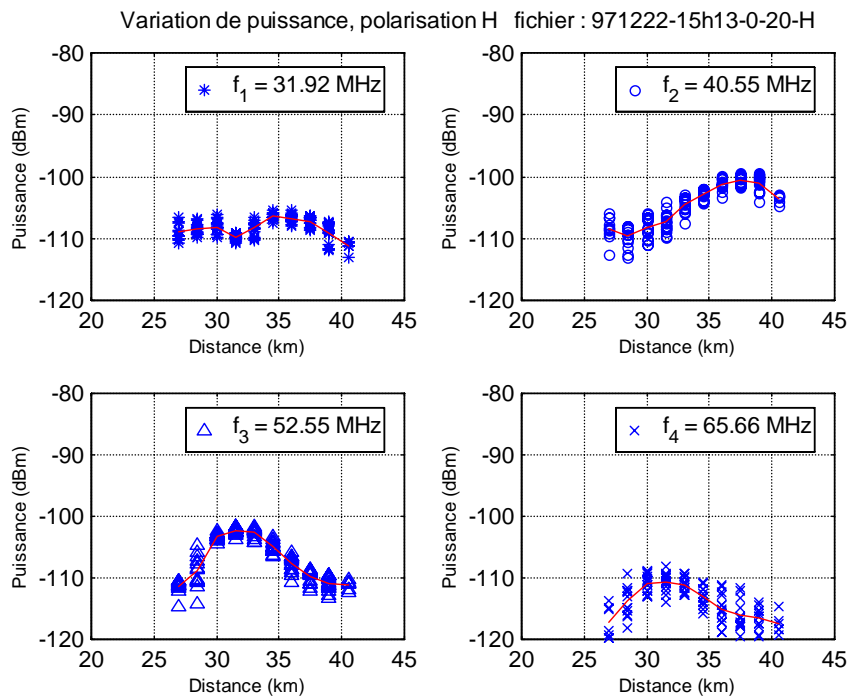 Variation de puissance, polarisation H   fichier : 971222-15h13-0-20-H
-80
-90
-100
-110
-120
Puissance (dBm)
f1 = 31.92 MHz
20 25 30 35 40 45
Distance (km)
-80
-90
-100
-110
-120
Puissance (dBm)
f2 = 40.55 MHz
20 25 30 35 40 45
Distance (km)
-80
-90
-100
-110
-120
Puissance (dBm)
f3 = 52.55 MHz
20 25 30 35 40 45
Distance (km)
-80
-90
-100
-110
-120
Puissance (dBm)
f4 = 65.66 MHz
20 25 30 35 40 45
Distance (km)